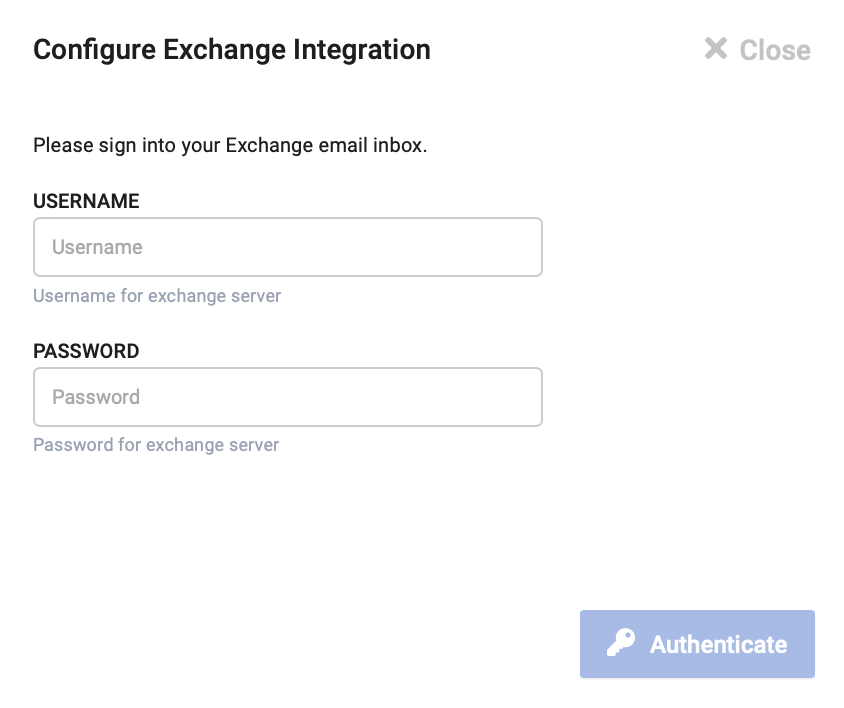 Configure Exchange Integration
Close
Please sign into your Exchange email inbox.
USERNAME
Username
Username for exchange server
PASSWORD
Password
Password for exchange server
Authenticate